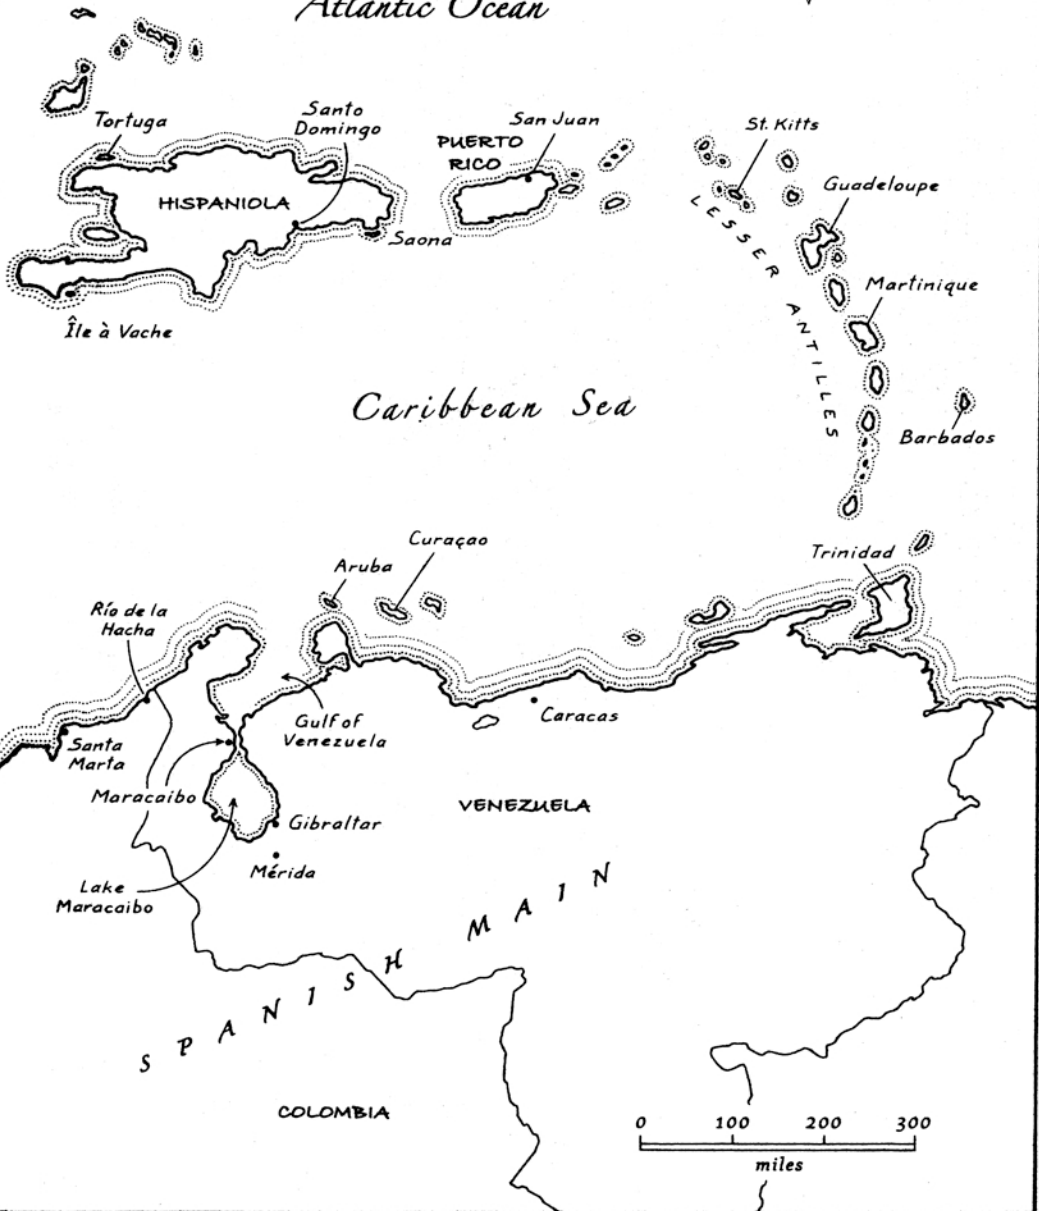 Atlantic Ocean
Tortuga
Santo
Domingo
PUERTO
RICO
San Juan
St. Kitts
Guadeloupe
HISPANIOLA
Saona
Île à Vache
LESSER ANTILLES
Martinique
Caribbean Sea
Barbados
Curaçao
Aruba
Trinidad
Río de la
Hacha
Gulf of
Venezuela
Caracas
Santa
Marta
Maracaibo
VENEZUELA
Gibraltar
Mérida
Lake
Maracaibo
SPANISH MAIN
COLOMBIA
0 100 200 300
miles